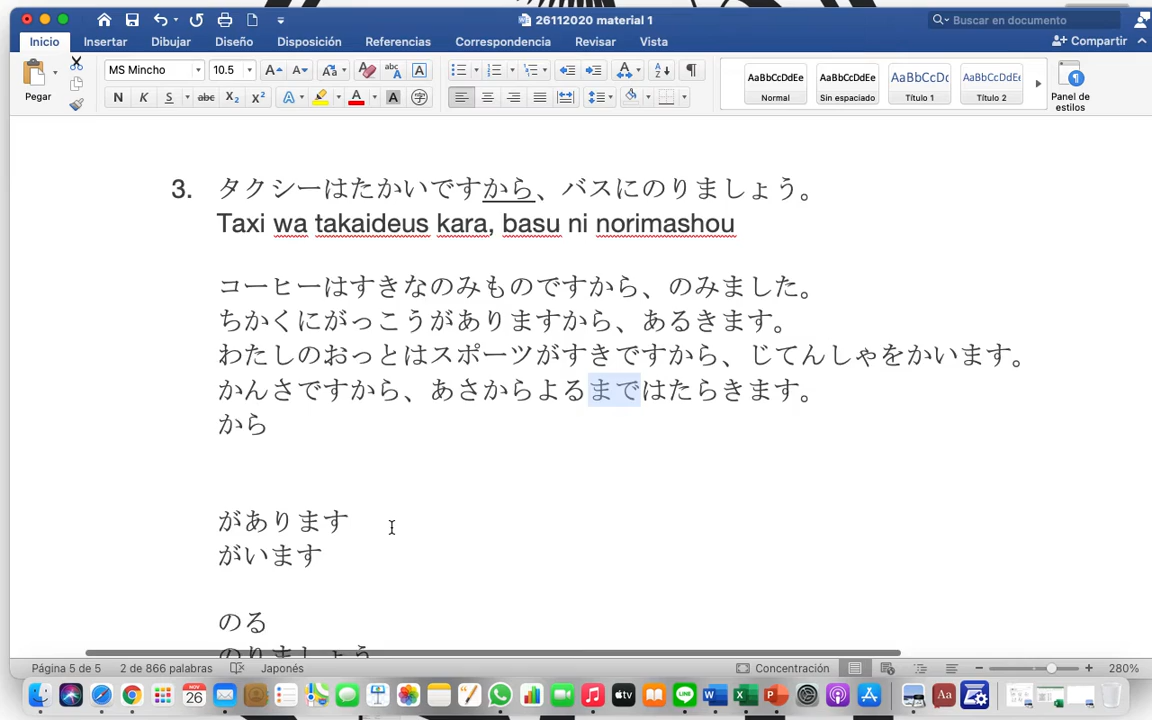 26112020 material 1
Buscar en documento
Inicio
Insertar
Dibujar
Diseño
Disposición
Referencias
Correspondencia
Revisar
Vista
Compartir
Pegar
MS Mincho
10.5
AaBbCcDdEe
Normal
AaBbCcDdEe
Sin espaciado
AaBbCcDc
Título 1
AaBbCcDdEe
Título 2
Panel de
estilos
3. タクシーはたかいですから、バスにのりましょう。
Taxi wa takaideus kara, basu ni norimashou
コーヒーはすきなのみものですから、のみました。
ちかくにがっこうがありますから、あるきます。
わたしのおっとはスポーツがすきですから、じてんしゃをかいます。
かんさですから、あさからよるまではたらきます。
から
があります
がいます
のる
のりましょう
Página 5 de 5
2 de 866 palabras
Japonés
Concentración
280%
NOV
26